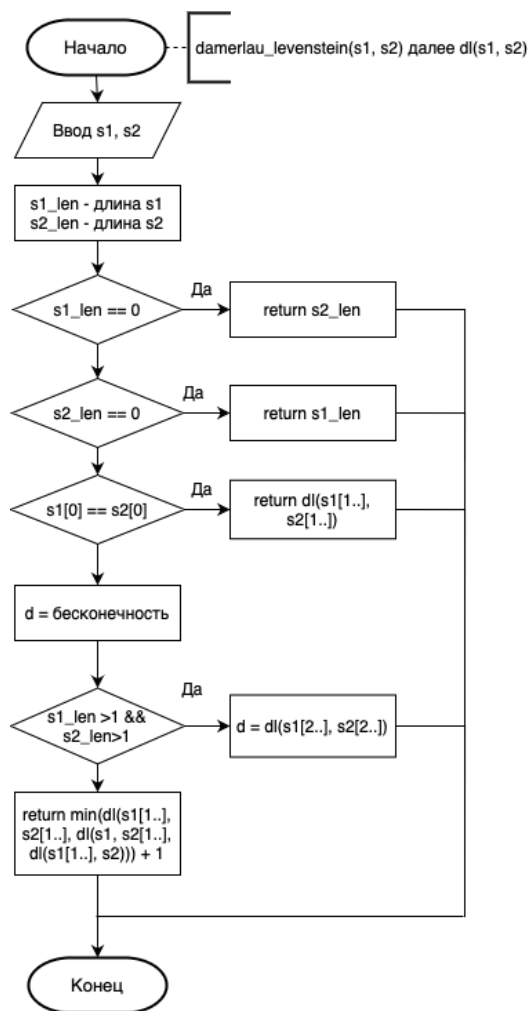 Начало
damerlau_levenstein(s1, s2) далее dl(s1, s2)
Ввод s1, s2
s1_len - длина s1
s2_len - длина s2
s1_len == 0
Да
return s2_len
s2_len == 0
Да
return s1_len
s1[0] == s2[0]
Да
return dl(s1[1..],
s2[1..])
d = бесконечность
s1_len >1 &&
s2_len>1
Да
d = dl(s1[2..], s2[2..])
return min(dl(s1[1..],
s2[1..], dl(s1, s2[1..],
dl(s1[1..], s2))) + 1
Конец